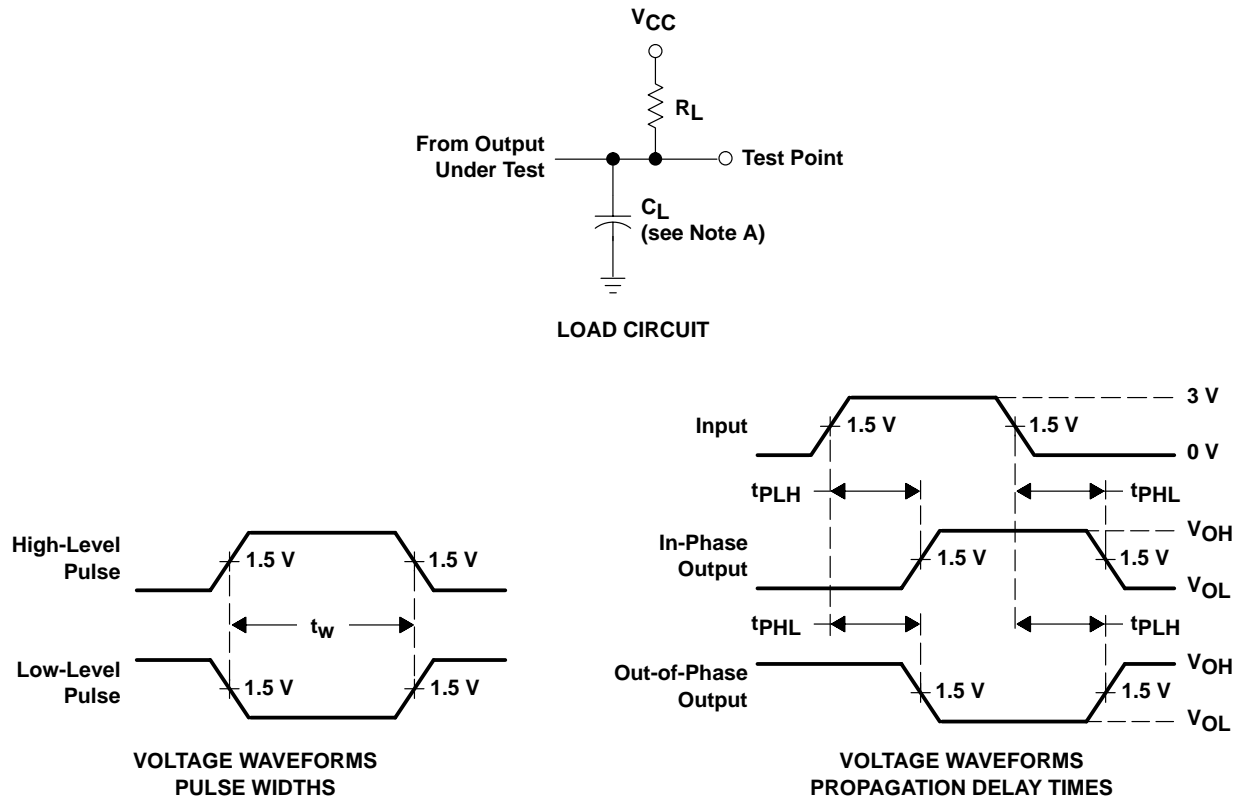 VCC
RL
From Output
Under Test
Test Point
CL
(see Note A)
LOAD CIRCUIT
3 V
Input
1.5 V
1.5 V
0 V
tPLH
tPHL
High-Level
Pulse
1.5 V
1.5 V
In-Phase
Output
1.5 V
1.5 V
VOH
VOL
tw
tPHL
tPLH
Low-Level
Pulse
1.5 V
1.5 V
Out-of-Phase
Output
1.5 V
1.5 V
VOH
VOL
VOLTAGE WAVEFORMS
PULSE WIDTHS
VOLTAGE WAVEFORMS
PROPAGATION DELAY TIMES